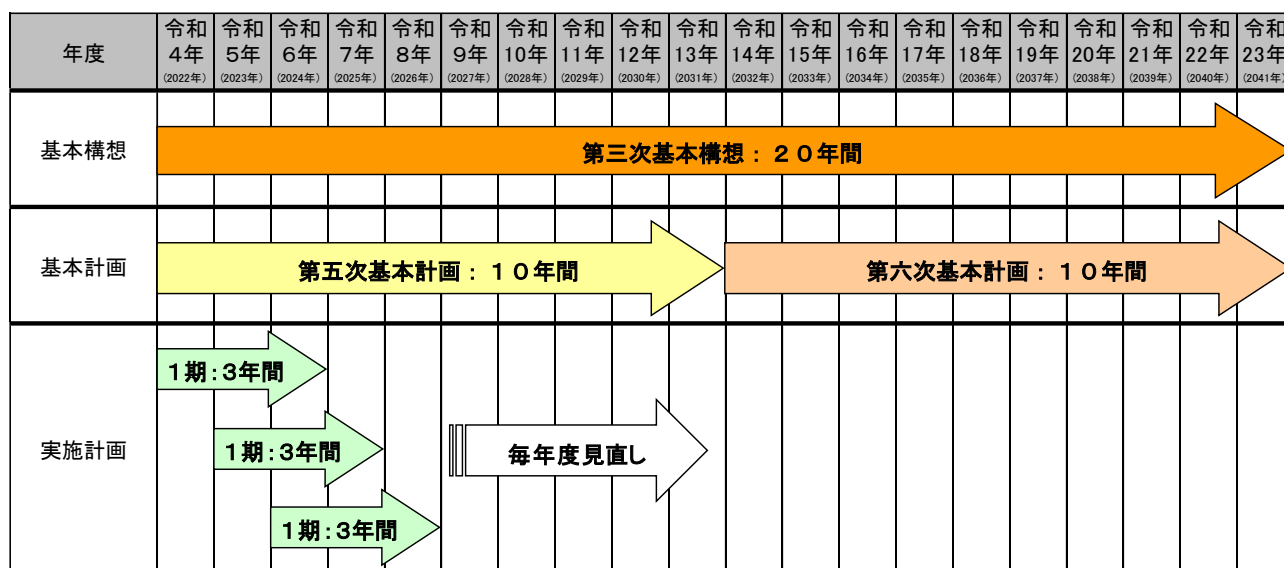 年度
令和 令和 令和 令和 令和 令和 令和 令和 令和 令和 令和 令和 令和 令和 令和 令和 令和 令和 令和 令和
4年 5年 6年 7年 8年 9年 10年 11年 12年 13年 14年 15年 16年 17年 18年 19年 20年 21年 22年 23年
(2022年) (2023年) (2024年) (2025年) (2026年) (2027年) (2028年) (2029年) (2030年) (2031年) (2032年) (2033年) (2034年) (2035年) (2036年) (2037年) (2038年) (2039年) (2040年) (2041年)
基本構想
第三次基本構想：２０年間
基本計画
第五次基本計画：１０年間
第六次基本計画：１０年間
実施計画
１期：３年間
１期：３年間
毎年度見直し
１期：３年間